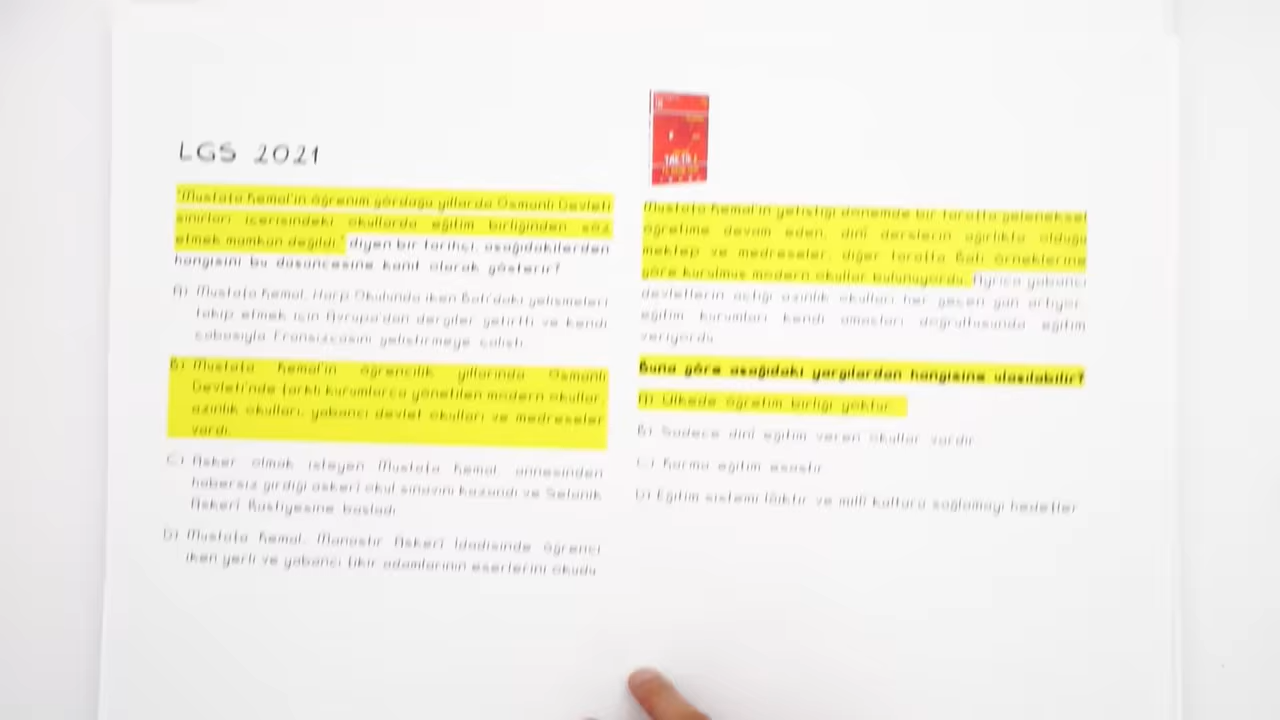 LGS 2021
"Mustafa Kemal'in öğrenim gördüğü yıllarda Osmanlı Devleti
sınırları içerisindeki okullarda eğitim birliğinden söz
etmek mümkün değildi." diyen bir tarihçi, aşağıdakilerden
hangisini bu düşüncesine kanıt olarak gösterir?
A) Mustafa Kemal, Harp Okulunda iken Batı'daki gelişmeleri
takip etmek için Avrupa'dan dergiler getirtti ve kendi
çabasıyla Fransızcasını geliştirmeye çalıştı.
B) Mustafa Kemal'in öğrencilik yıllarında Osmanlı
Devleti'nde farklı kurumlarca yönetilen modern okullar,
azınlık okulları, yabancı devlet okulları ve medreseler
vardı.
C) Asker olmak isteyen Mustafa Kemal, annesinden
habersiz girdiği askerî okul sınavını kazandı ve Selanik
Askerî Rüştiyesine başladı.
D) Mustafa Kemal, Manastır Askerî İdadisinde öğrenci
iken yerli ve yabancı fikir adamlarının eserlerini okudu.
Mustafa Kemal'in yetiştiği dönemde bir tarafta geleneksel
öğretime devam eden, dinî derslerin ağırlıkta olduğu
mektep ve medreseler, diğer tarafta Batı örneklerine
göre kurulmuş modern okullar bulunuyordu. Ayrıca yabancı
devletlerin açtığı azınlık okulları her geçen gün artıyor,
eğitim kurumları kendi amaçları doğrultusunda eğitim
veriyordu.
Buna göre aşağıdaki yargılardan hangisine ulaşılabilir?
A) Ülkede öğretim birliği yoktur.
B) Sadece dinî eğitim veren okullar vardır.
C) Karma eğitim esastır.
D) Eğitim sistemi lâiktir ve millî kültürü sağlamayı hedefler.